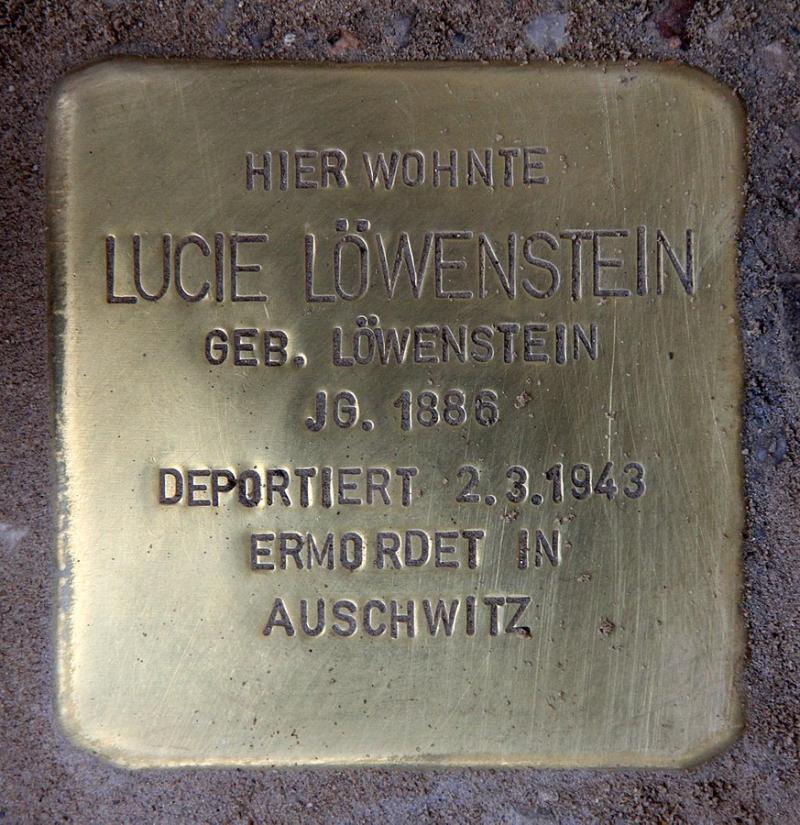 HIER WOHNTE
LUCIE LÖWENSTEIN
GEB. LÖWENSTEIN
JG. 1886
DEPORTIERT 2.3.1943
ERMORDET IN
AUSCHWITZ